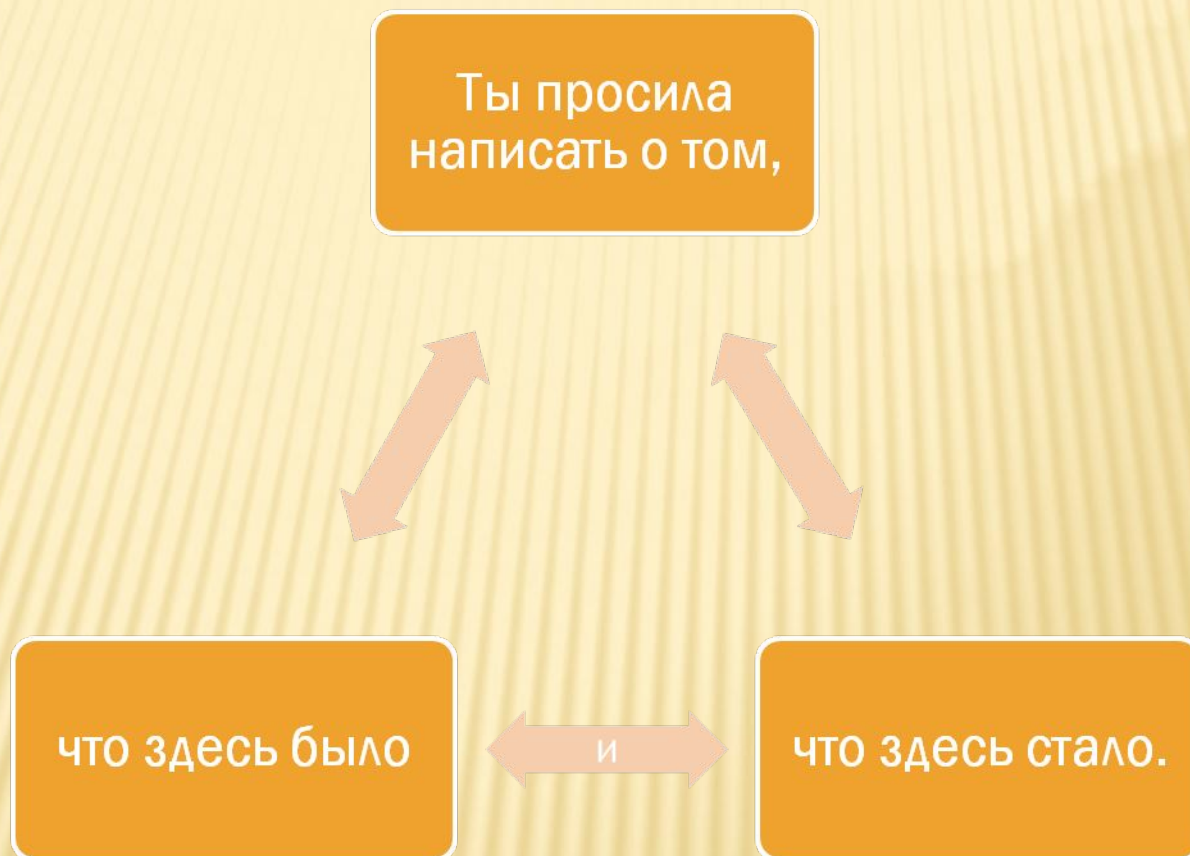 Ты просила
написать о том,
что здесь было
и
что здесь стало.